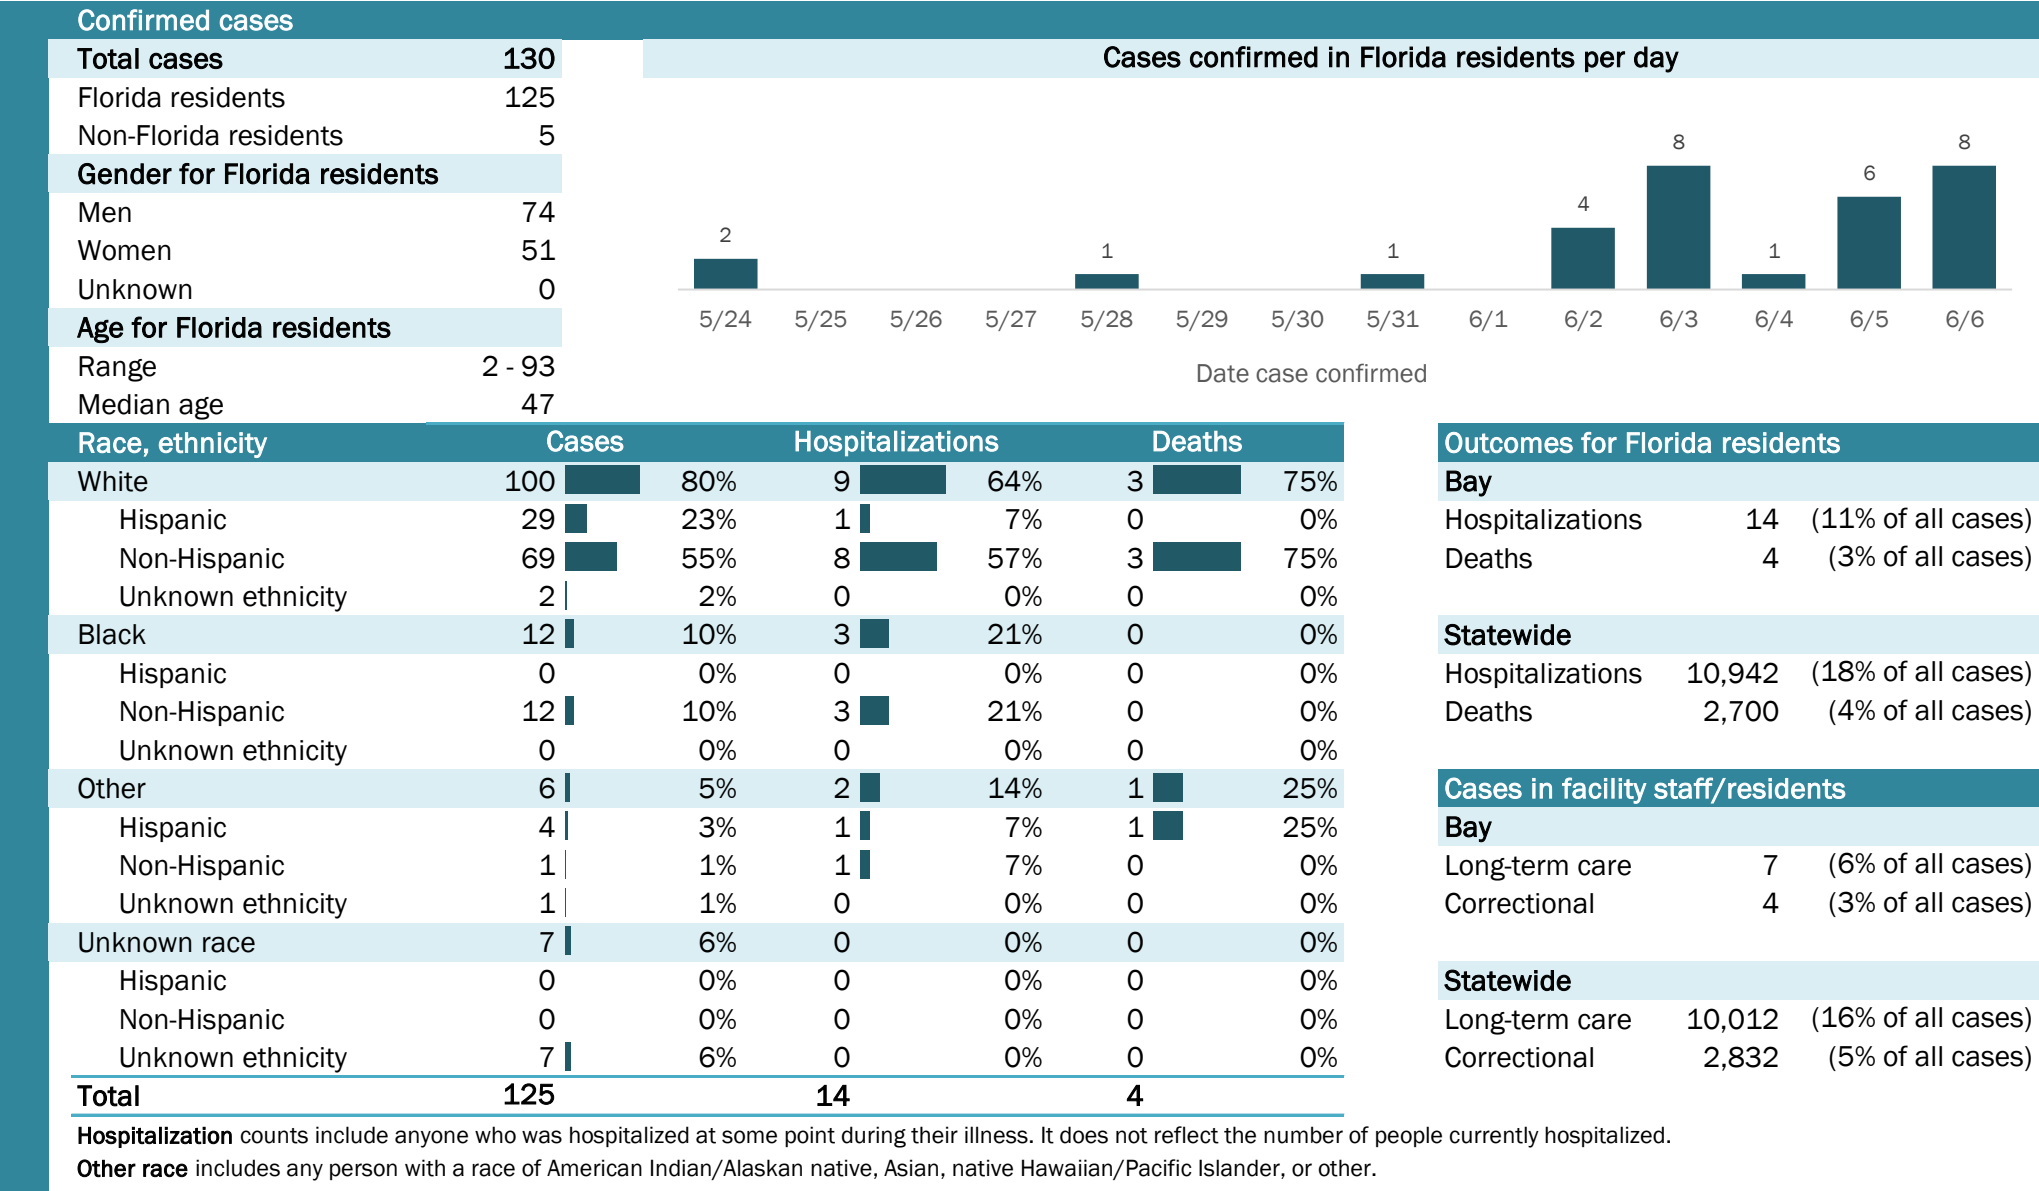 Confirmed cases
Total cases 130
Florida residents 125
Non-Florida residents 5
Gender for Florida residents
Men 74
Women 51
Unknown 0
Age for Florida residents
Range 2 - 93
Median age 47
Cases confirmed in Florida residents per day
2 1 1 4 8 1 6 8
5/24 5/25 5/26 5/27 5/28 5/29 5/30 5/31 6/1 6/2 6/3 6/4 6/5 6/6
Date case confirmed
Race, ethnicity Cases Hospitalizations Deaths
White 100 80% 9 64% 3 75%
Hispanic 29 23% 1 7% 0 0%
Non-Hispanic 69 55% 8 57% 3 75%
Unknown ethnicity 2 2% 0 0% 0 0%
Black 12 10% 3 21% 0 0%
Hispanic 0 0% 0 0% 0 0%
Non-Hispanic 12 10% 3 21% 0 0%
Unknown ethnicity 0 0% 0 0% 0 0%
Other 6 5% 2 14% 1 25%
Hispanic 4 3% 1 7% 1 25%
Non-Hispanic 1 1% 1 7% 0 0%
Unknown ethnicity 1 1% 0 0% 0 0%
Unknown race 7 6% 0 0% 0 0%
Hispanic 0 0% 0 0% 0 0%
Non-Hispanic 0 0% 0 0% 0 0%
Unknown ethnicity 7 6% 0 0% 0 0%
Total 125 14 4
Outcomes for Florida residents
Bay
Hospitalizations 14 (11% of all cases)
Deaths 4 (3% of all cases)
Statewide
Hospitalizations 10,942 (18% of all cases)
Deaths 2,700 (4% of all cases)
Cases in facility staff/residents
Bay
Long-term care 7 (6% of all cases)
Correctional 4 (3% of all cases)
Statewide
Long-term care 10,012 (16% of all cases)
Correctional 2,832 (5% of all cases)
Hospitalization counts include anyone who was hospitalized at some point during their illness. It does not reflect the number of people currently hospitalized.
Other race includes any person with a race of American Indian/Alaskan native, Asian, native Hawaiian/Pacific Islander, or other.